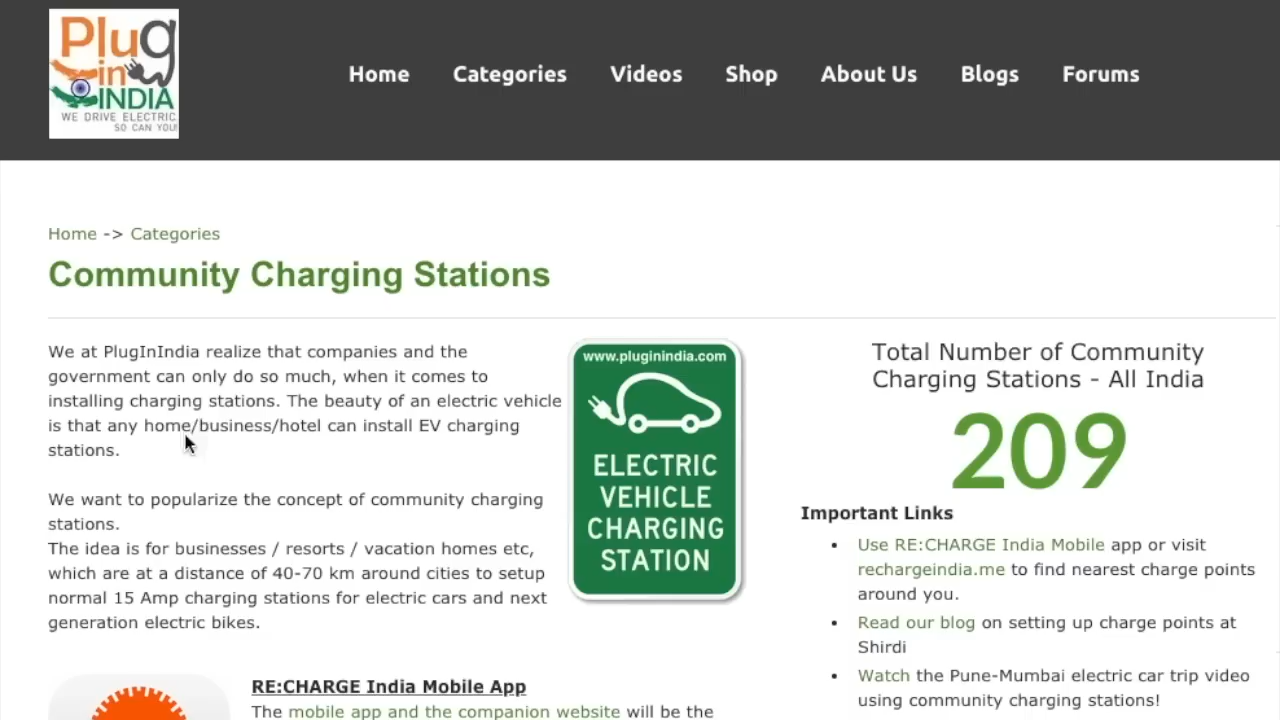 Plug
in
INDIA
WE DRIVE ELECTRIC.
SO CAN YOU!
Home Categories Videos Shop About Us Blogs Forums
Home -> Categories
Community Charging Stations
We at PlugInIndia realize that companies and the
government can only do so much, when it comes to
installing charging stations. The beauty of an electric vehicle
is that any home/business/hotel can install EV charging
stations.
We want to popularize the concept of community charging
stations.
The idea is for businesses / resorts / vacation homes etc,
which are at a distance of 40-70 km around cities to setup
normal 15 Amp charging stations for electric cars and next
generation electric bikes.
www.pluginindia.com
ELECTRIC
VEHICLE
CHARGING
STATION
Total Number of Community
Charging Stations - All India
209
Important Links
• Use RE:CHARGE India Mobile app or visit
rechargeindia.me to find nearest charge points
around you.
• Read our blog on setting up charge points at
Shirdi
• Watch the Pune-Mumbai electric car trip video
using community charging stations!
RE:CHARGE India Mobile App
The mobile app and the companion website will be the